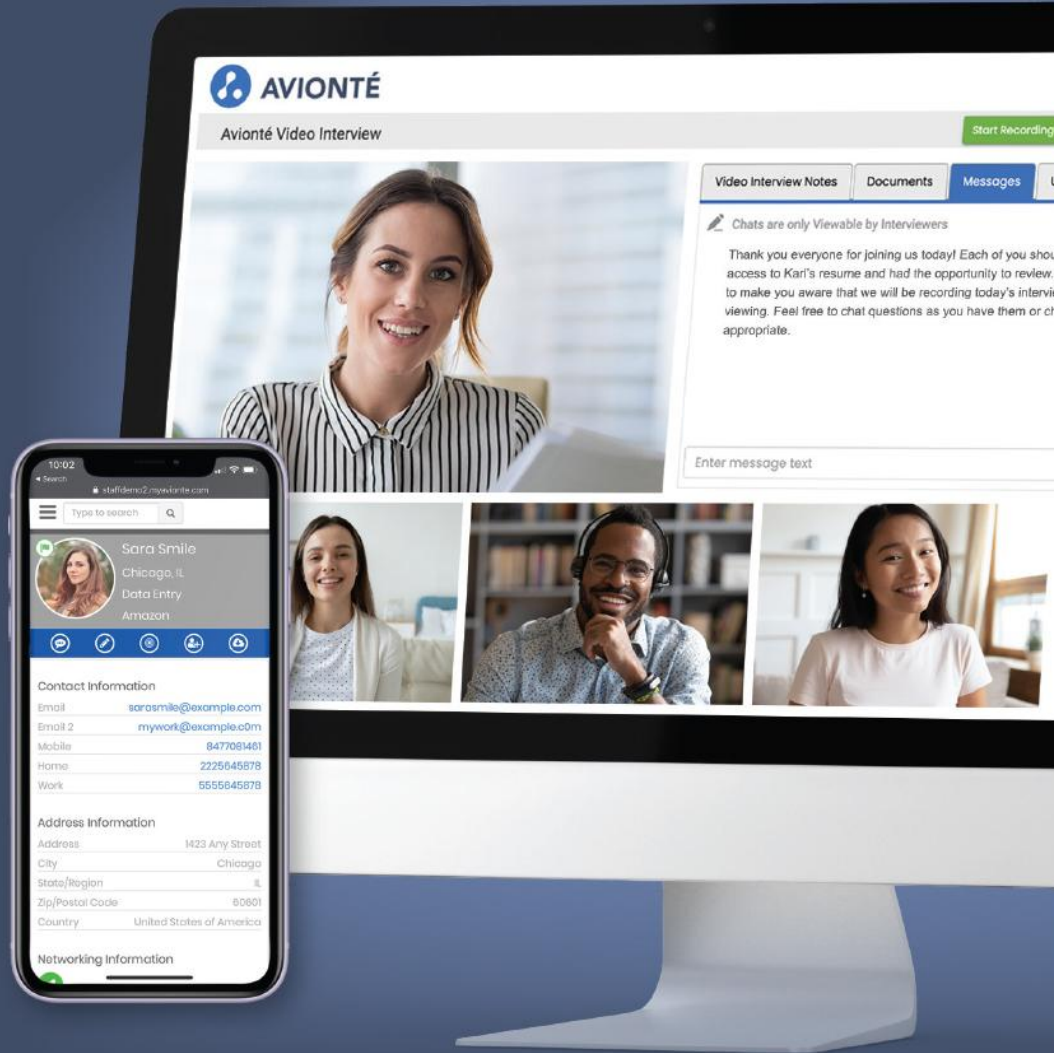 AVIONTÉ
Avionté Video Interview
Start Recording
Video Interview Notes
Documents
Messages
Chats are only Viewable by Interviewers
Thank you everyone for joining us today! Each of you
access to Kari's resume and had the opportunity to review.
to make you aware that we will be recording today's
viewing. Feel free to chat questions as you have them or
appropriate.
Enter message text
10:02
Search
staffdemo2.myavionte.com
Type to search
Sara Smile
Chicago, IL
Data Entry
Amazon
Contact Information
Email sarasmile@example.com
Email 2 mywork@example.c0m
Mobile 8477081461
Home 2225645878
Work 5555645878
Address Information
Address 1423 Any Street
City Chicago
State/Region IL
Zip/Postal Code 60601
Country United States of America
Networking Information